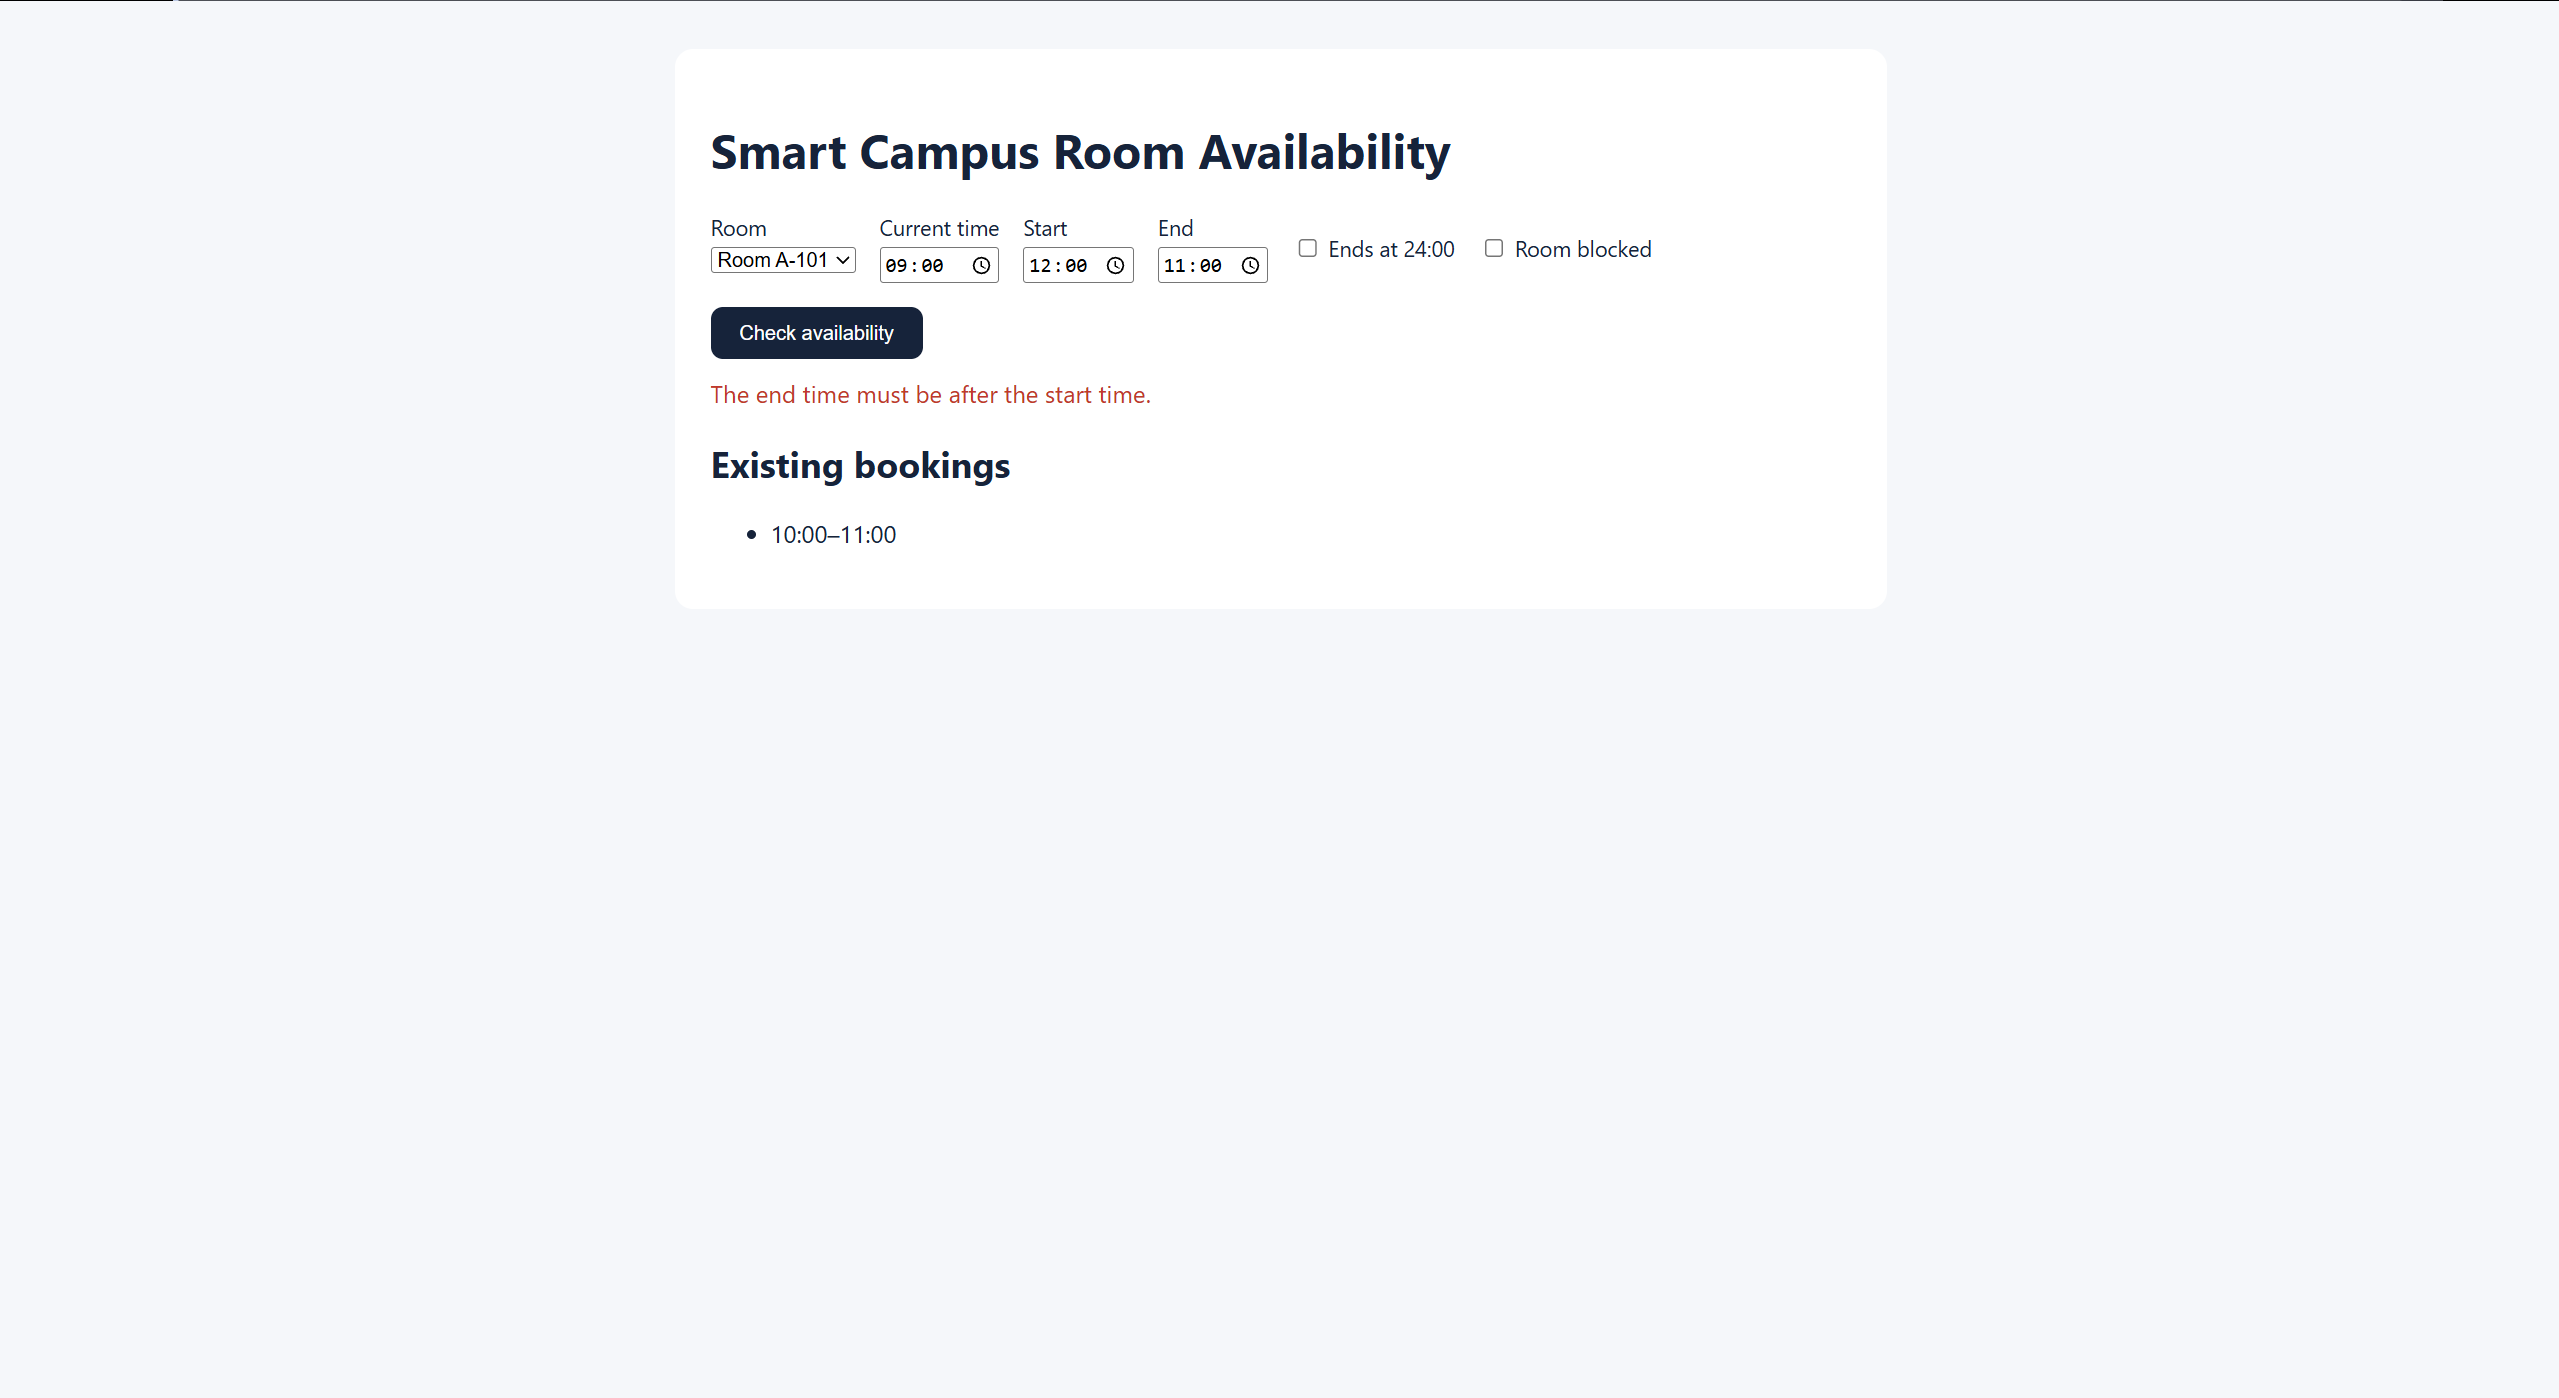 Smart Campus Room Availability
Room Current time Start End
Room A-101 09:00 12:00 11:00 Ends at 24:00 Room blocked
Check availability
The end time must be after the start time.
Existing bookings
10:00–11:00